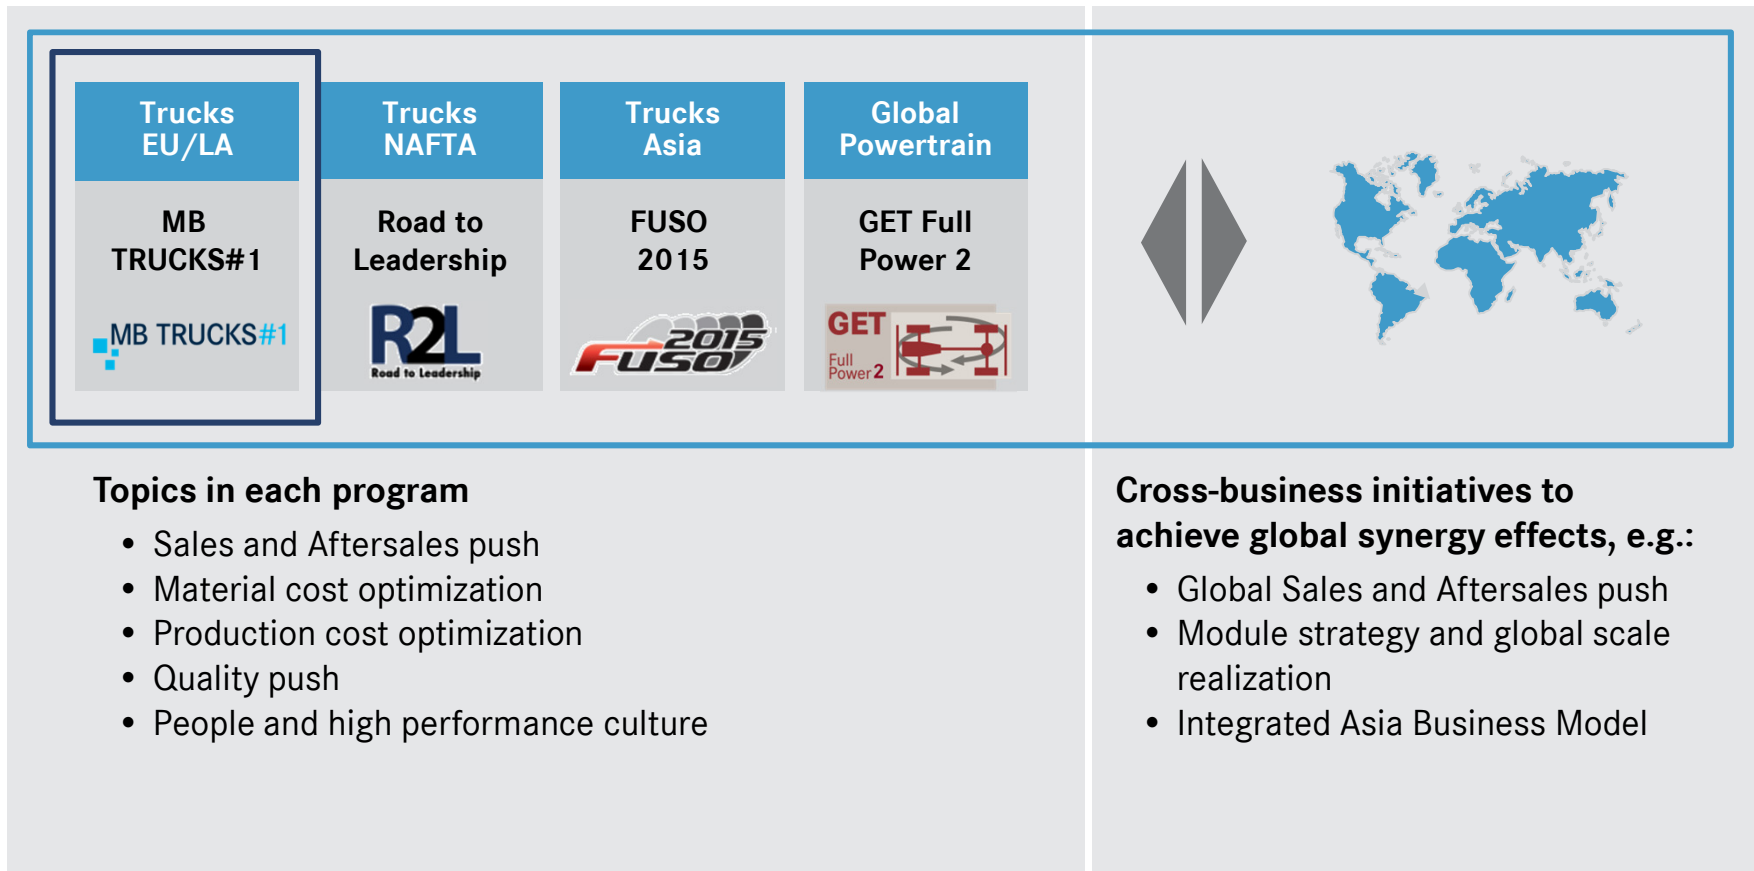 Trucks
EU/LA
MB
TRUCKS#1
MB TRUCKS#1
Trucks
NAFTA
Road to
Leadership
R2L
Road to Leadership
Trucks
Asia
FUSO
2015
2015
FUSO
Global
Powertrain
GET Full
Power 2
GET
Full
Power 2
Topics in each program
• Sales and Aftersales push
• Material cost optimization
• Production cost optimization
• Quality push
• People and high performance culture
Cross-business initiatives to
achieve global synergy effects, e.g.:
• Global Sales and Aftersales push
• Module strategy and global scale
realization
• Integrated Asia Business Model